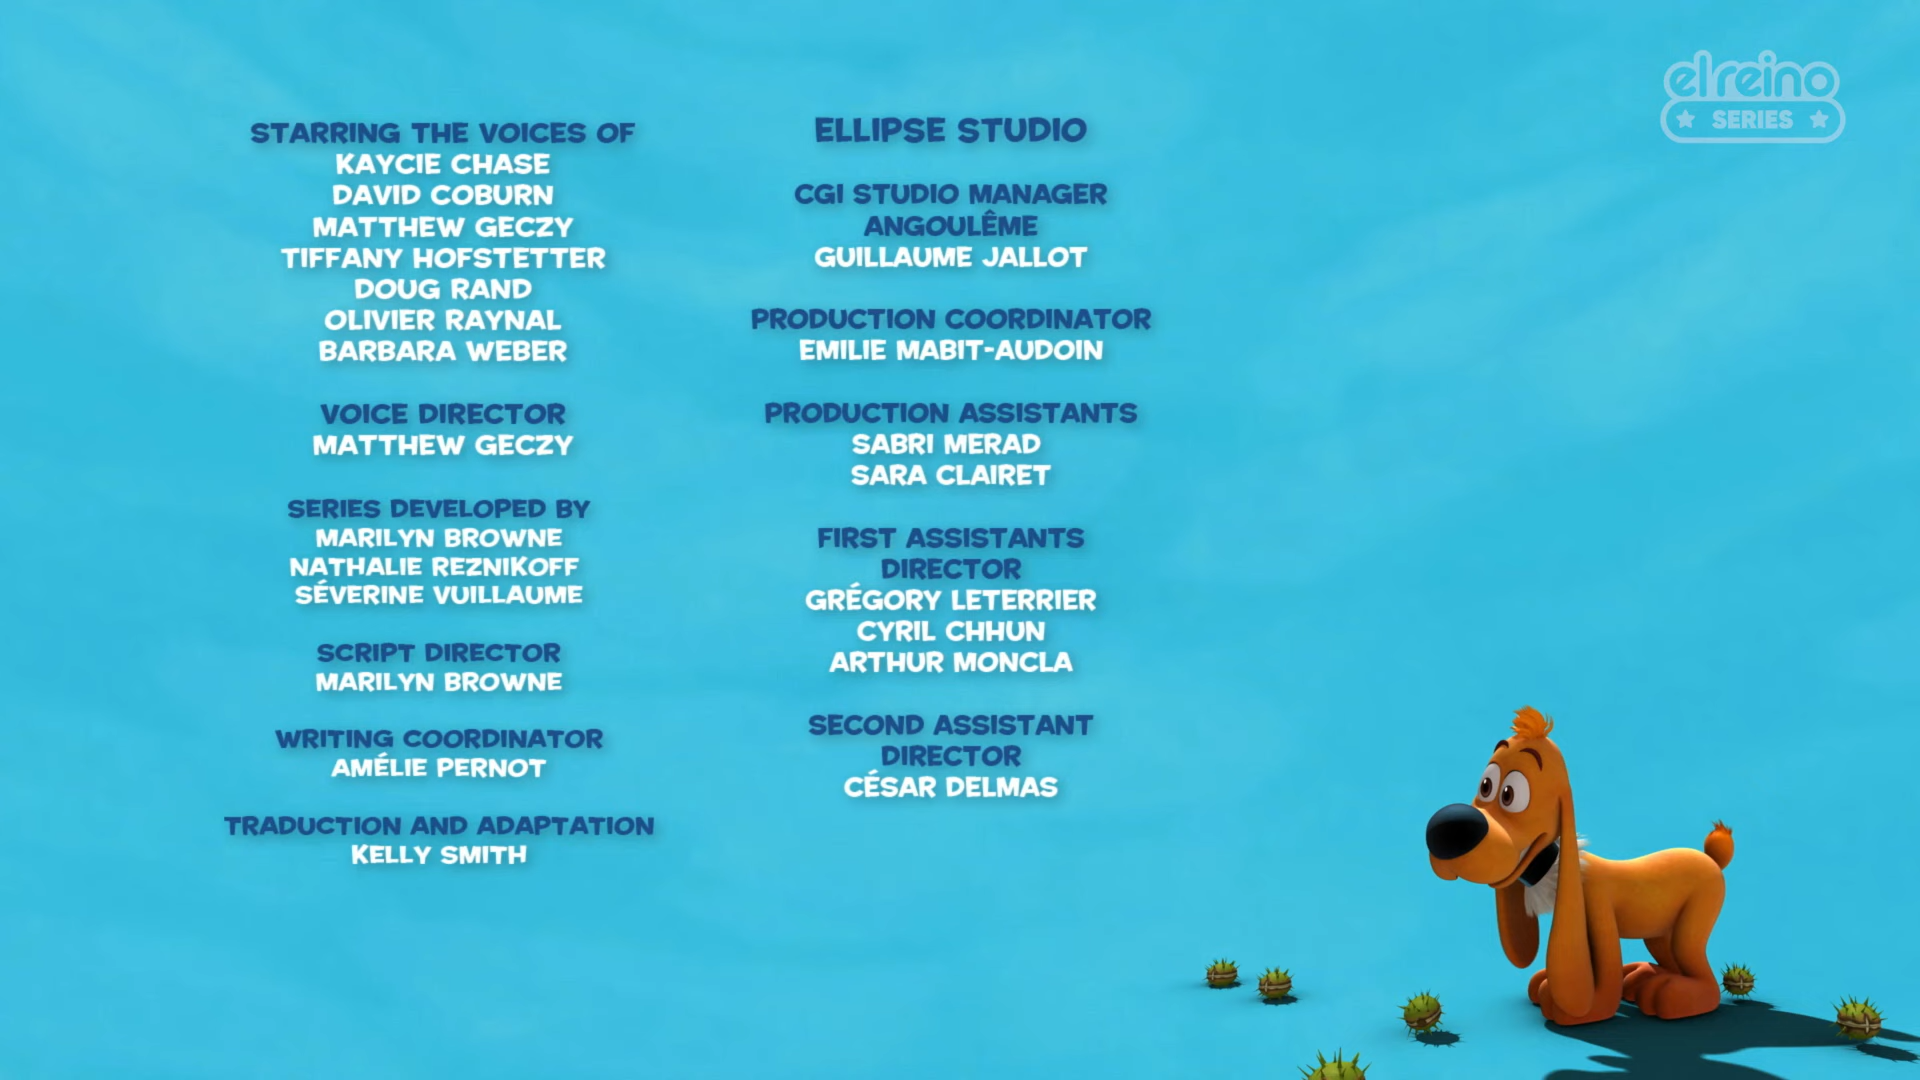 STARRING THE VOICES OF
KAYCIE CHASE
DAVID COBURN
MATTHEW GECZY
TIFFANY HOFSTETTER
DOUG RAND
OLIVIER RAYNAL
BARBARA WEBER
VOICE DIRECTOR
MATTHEW GECZY
SERIES DEVELOPED BY
MARILYN BROWNE
NATHALIE REZNIKOFF
SÉVERINE VUILLAUME
SCRIPT DIRECTOR
MARILYN BROWNE
WRITING COORDINATOR
AMÉLIE PERNOT
TRADUCTION AND ADAPTATION
KELLY SMITH
ELLIPSE STUDIO
CGI STUDIO MANAGER
ANGOULÊME
GUILLAUME JALLOT
PRODUCTION COORDINATOR
EMILIE MABIT-AUDOIN
PRODUCTION ASSISTANTS
SABRI MERAD
SARA CLAIRET
FIRST ASSISTANTS
DIRECTOR
GRÉGORY LETERRIER
CYRIL CHHUN
ARTHUR MONCLA
SECOND ASSISTANT
DIRECTOR
CÉSAR DELMAS
el reino
SERIES